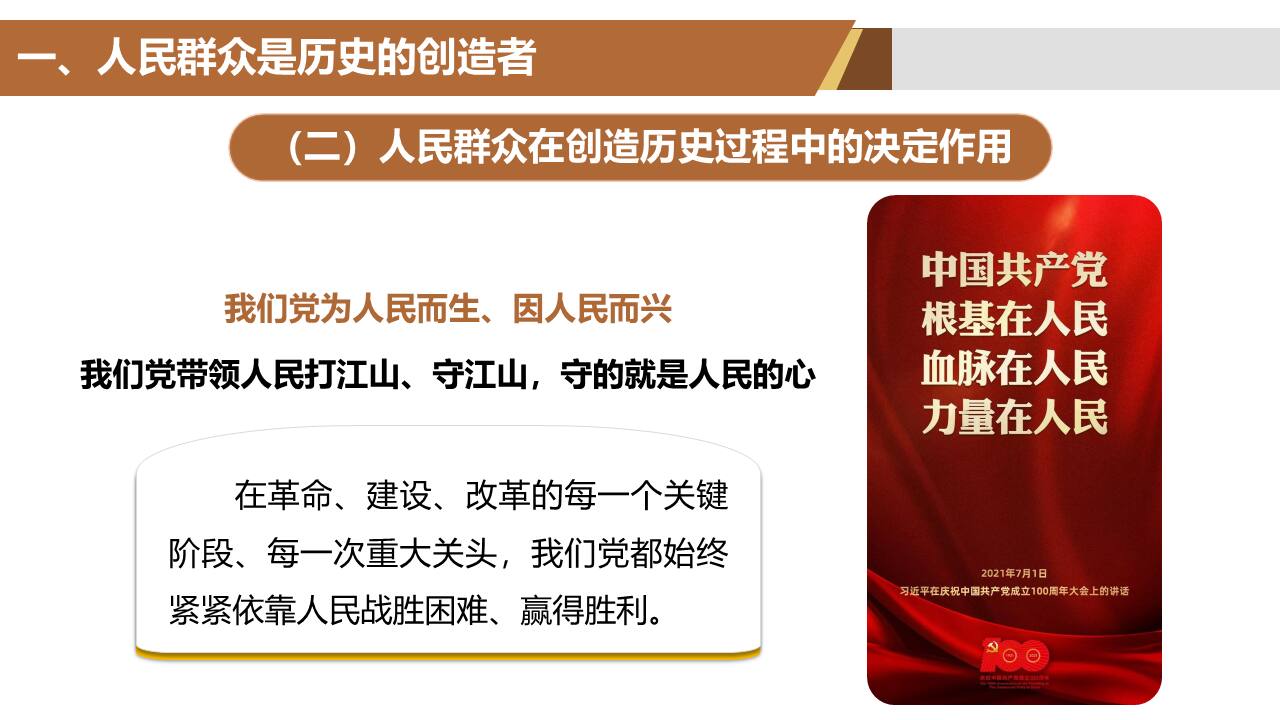 一、人民群众是历史的创造者
（二）人民群众在创造历史过程中的决定作用
我们党为人民而生、因人民而兴
我们党带领人民打江山、守江山，守的就是人民的心
在革命、建设、改革的每一个关键
阶段、每一次重大关头，我们党都始终
紧紧依靠人民战胜困难、赢得胜利。
中国共产党
根基在人民
血脉在人民
力量在人民
2021年7月1日
习近平在庆祝中国共产党成立100周年大会上的讲话
100